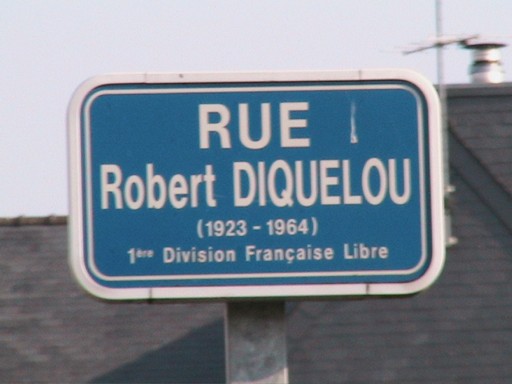 RUE
Robert DIQUELOU
(1923 - 1964)
1ère Division Française Libre